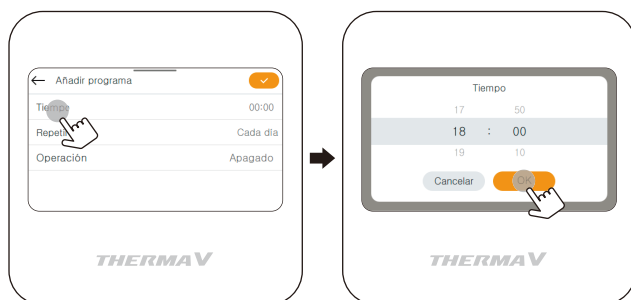 Añadir programa
Tiempo 00:00
Repetir Cada día
Operación Apagado
THERMA V
Tiempo
17 50
18 : 00
19 10
Cancelar OK
THERMA V